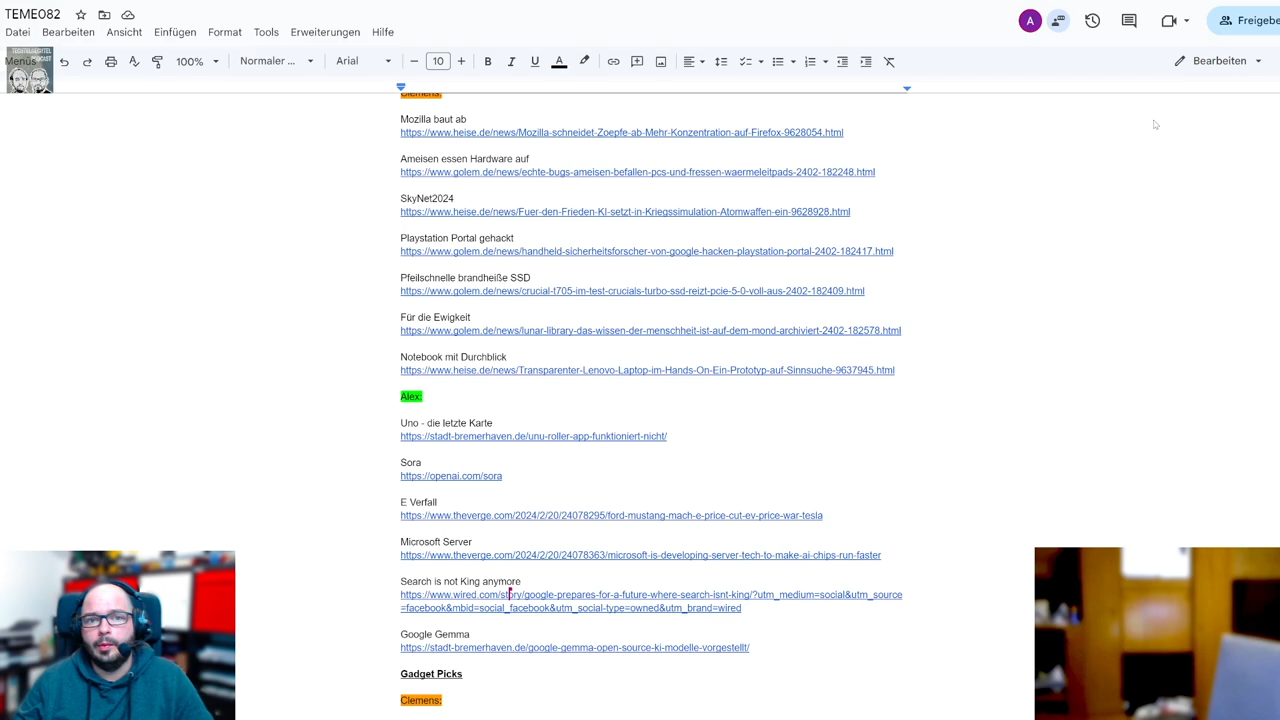 TEME082
Datei Bearbeiten Ansicht Einfügen Format Tools Erweiterungen Hilfe
A
Freigebe
Menüs
100% Normaler ... Arial 10 B I U A
Bearbeiten
Clemens:
Mozilla baut ab
https://www.heise.de/news/Mozilla-schneidet-Zoepfe-ab-Mehr-Konzentration-auf-Firefox-9628054.html
Ameisen essen Hardware auf
https://www.golem.de/news/echte-bugs-ameisen-befallen-pcs-und-fressen-waermeleitpads-2402-182248.html
SkyNet2024
https://www.heise.de/news/Fuer-den-Frieden-KI-setzt-in-Kriegssimulation-Atomwaffen-ein-9628928.html
Playstation Portal gehackt
https://www.golem.de/news/handheld-sicherheitsforscher-von-google-hacken-playstation-portal-2402-182417.html
Pfeilschnelle brandheiße SSD
https://www.golem.de/news/crucial-t705-im-test-crucials-turbo-ssd-reizt-pcie-5-0-voll-aus-2402-182409.html
Für die Ewigkeit
https://www.golem.de/news/lunar-library-das-wissen-der-menschheit-ist-auf-dem-mond-archiviert-2402-182578.html
Notebook mit Durchblick
https://www.heise.de/news/Transparenter-Lenovo-Laptop-im-Hands-On-Ein-Prototyp-auf-Sinnsuche-9637945.html
Alex:
Uno - die letzte Karte
https://stadt-bremerhaven.de/unu-roller-app-funktioniert-nicht/
Sora
https://openai.com/sora
E Verfall
https://www.theverge.com/2024/2/20/24078295/ford-mustang-mach-e-price-cut-ev-price-war-tesla
Microsoft Server
https://www.theverge.com/2024/2/20/24078363/microsoft-is-developing-server-tech-to-make-ai-chips-run-faster
Search is not King anymore
https://www.wired.com/story/google-prepares-for-a-future-where-search-isnt-king/?utm_medium=social&utm_source
=facebook&mbid=social_facebook&utm_social-type=owned&utm_brand=wired
Google Gemma
https://stadt-bremerhaven.de/google-gemma-open-source-ki-modelle-vorgestellt/
Gadget Picks
Clemens: